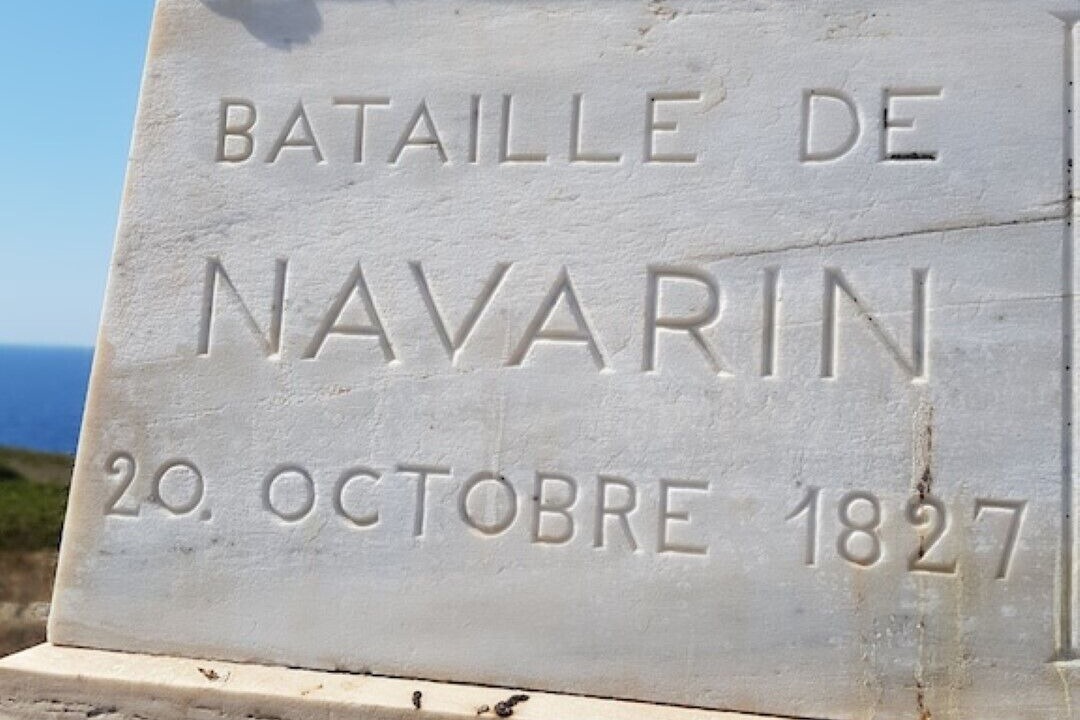 BATAILLE DE
NAVARIN
20. OCTOBRE 1827